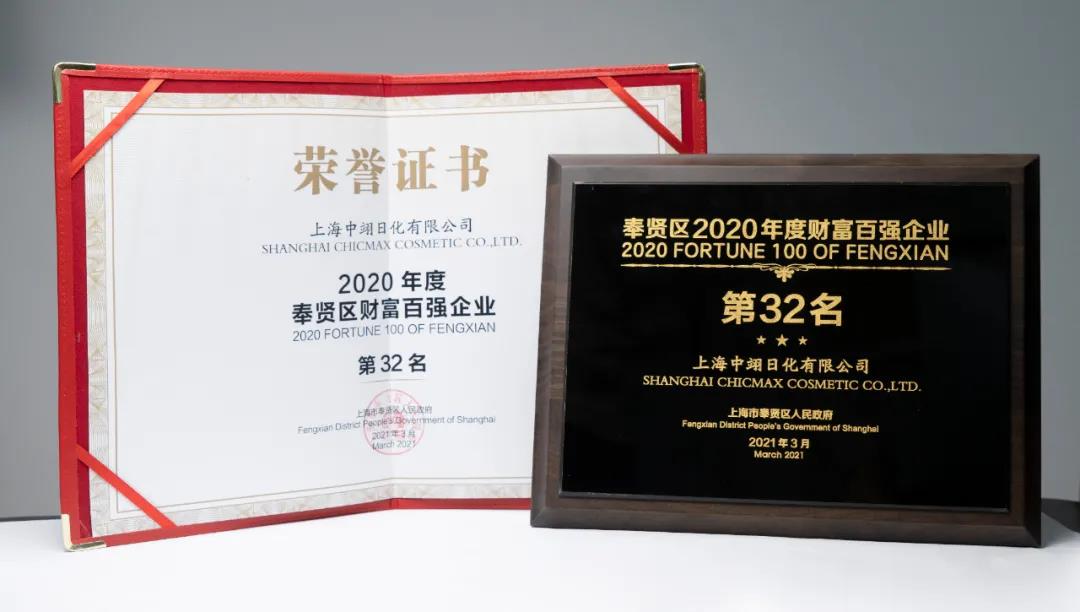 荣誉证书
上海中翊日化有限公司
SHANGHAI CHICMAX COSMETIC CO.,LTD.
2020 年度
奉贤区财富百强企业
2020 FORTUNE 100 OF FENGXIAN
第 32 名
上海市奉贤区人民政府
Fengxian District People's Government of Shanghai
2021 年 3 月
March 2021
奉贤区2020年度财富百强企业
2020 FORTUNE 100 OF FENGXIAN
第32名
上海中翊日化有限公司
SHANGHAI CHICMAX COSMETIC CO.,LTD.
上海市奉贤区人民政府
Fengxian District People's Government of Shanghai
2021 年 3 月
March 2021